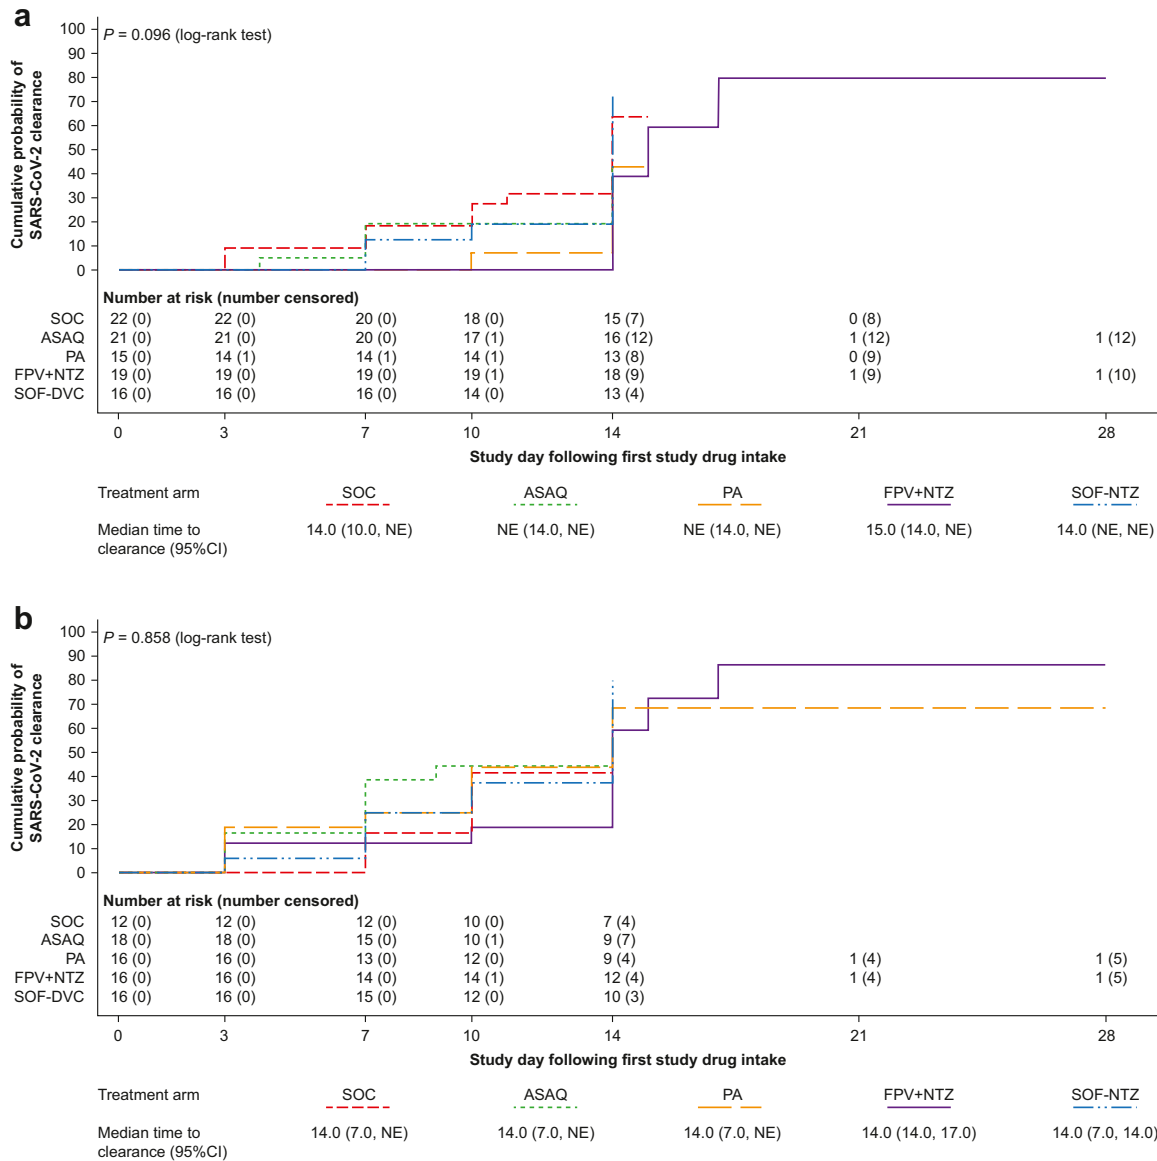 a
P = 0.096 (log-rank test)
Cumulative probability of
SARS-CoV-2 clearance
100
90
80
70
60
50
40
30
20
10
0
Number at risk (number censored)
SOC 22 (0) 22 (0) 20 (0) 18 (0) 15 (7) 0 (8)
ASAQ 21 (0) 21 (0) 20 (0) 17 (1) 16 (12) 1 (12) 1 (12)
PA 15 (0) 14 (1) 14 (1) 14 (1) 13 (8) 0 (9)
FPV+NTZ 19 (0) 19 (0) 19 (0) 19 (1) 18 (9) 1 (9) 1 (10)
SOF-DVC 16 (0) 16 (0) 16 (0) 14 (0) 13 (4)
0 3 7 10 14 21 28
Study day following first study drug intake
Treatment arm SOC ASAQ PA FPV+NTZ SOF-NTZ
Median time to
clearance (95%CI)
14.0 (10.0, NE) NE (14.0, NE) NE (14.0, NE) 15.0 (14.0, NE) 14.0 (NE, NE)
b
P = 0.858 (log-rank test)
Cumulative probability of
SARS-CoV-2 clearance
100
90
80
70
60
50
40
30
20
10
0
Number at risk (number censored)
SOC 12 (0) 12 (0) 12 (0) 10 (0) 7 (4)
ASAQ 18 (0) 18 (0) 15 (0) 10 (1) 9 (7)
PA 16 (0) 16 (0) 13 (0) 12 (0) 9 (4) 1 (4) 1 (5)
FPV+NTZ 16 (0) 16 (0) 14 (0) 14 (1) 12 (4) 1 (4) 1 (5)
SOF-DVC 16 (0) 16 (0) 15 (0) 12 (0) 10 (3)
0 3 7 10 14 21 28
Study day following first study drug intake
Treatment arm SOC ASAQ PA FPV+NTZ SOF-NTZ
Median time to
clearance (95%CI)
14.0 (7.0, NE) 14.0 (7.0, NE) 14.0 (7.0, NE) 14.0 (14.0, 17.0) 14.0 (7.0, 14.0)